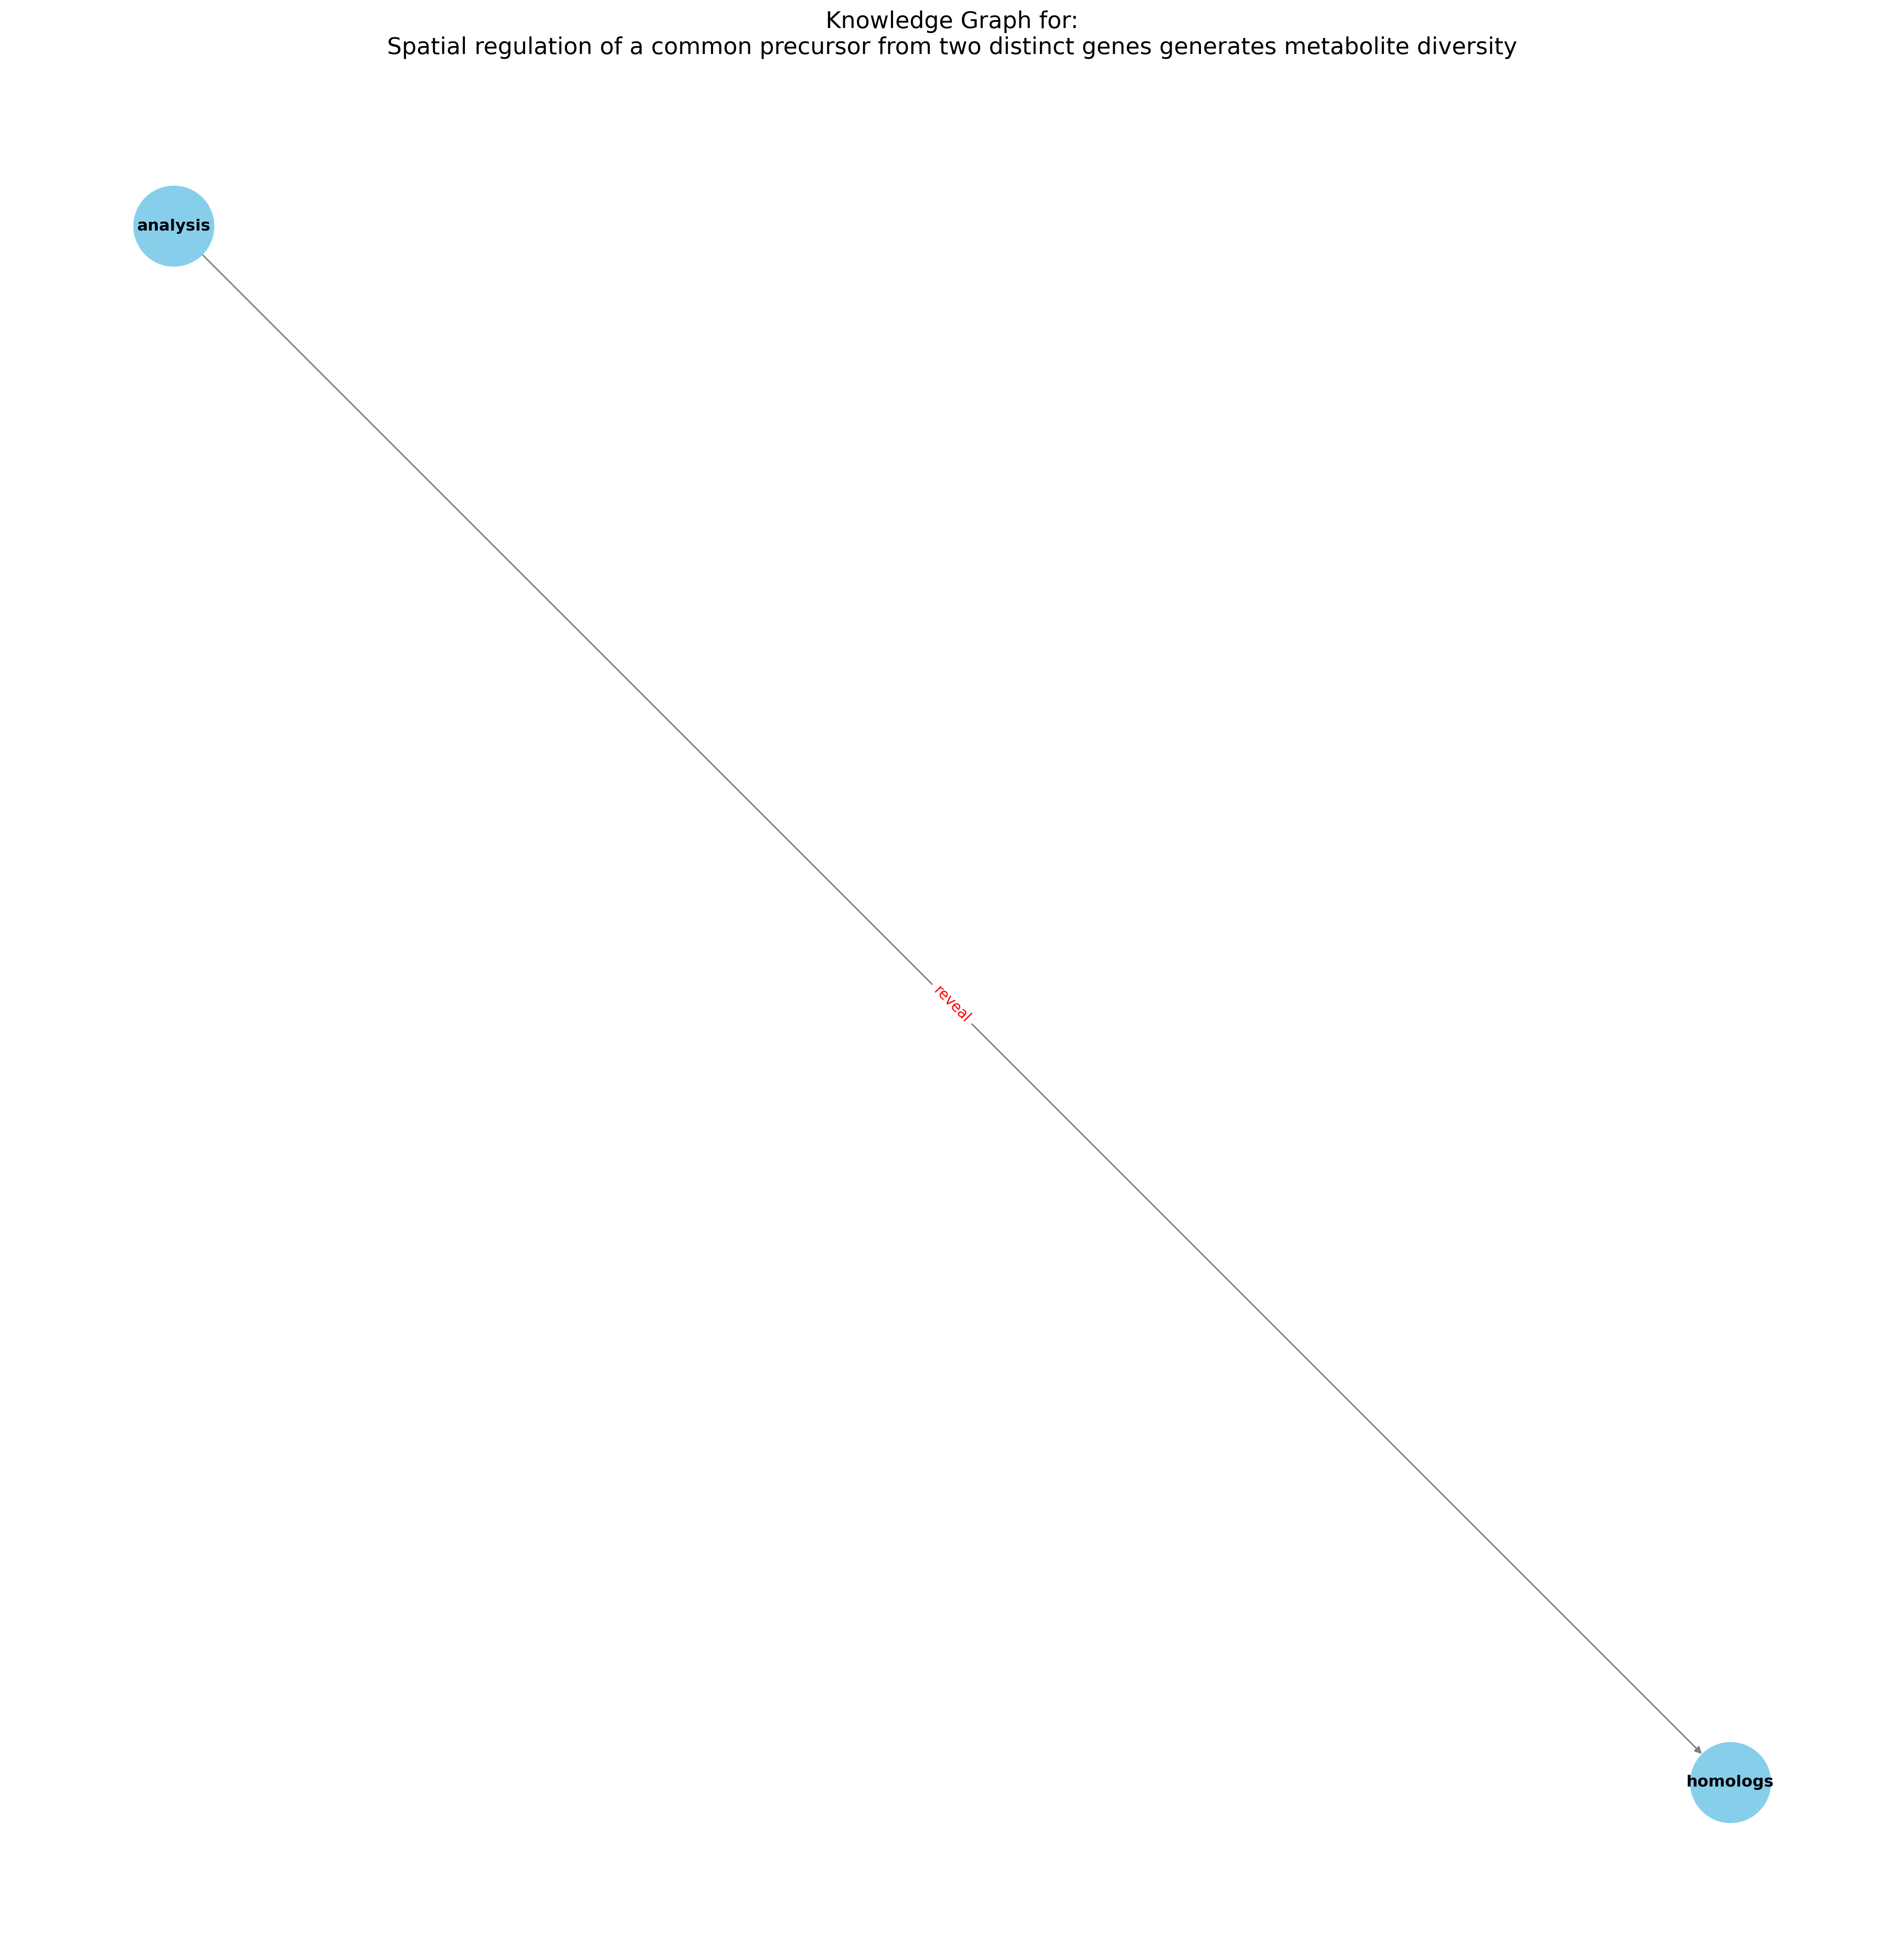 Knowledge Graph for:
Spatial regulation of a common precursor from two distinct genes generates metabolite diversity
analysis
reveal
homologs